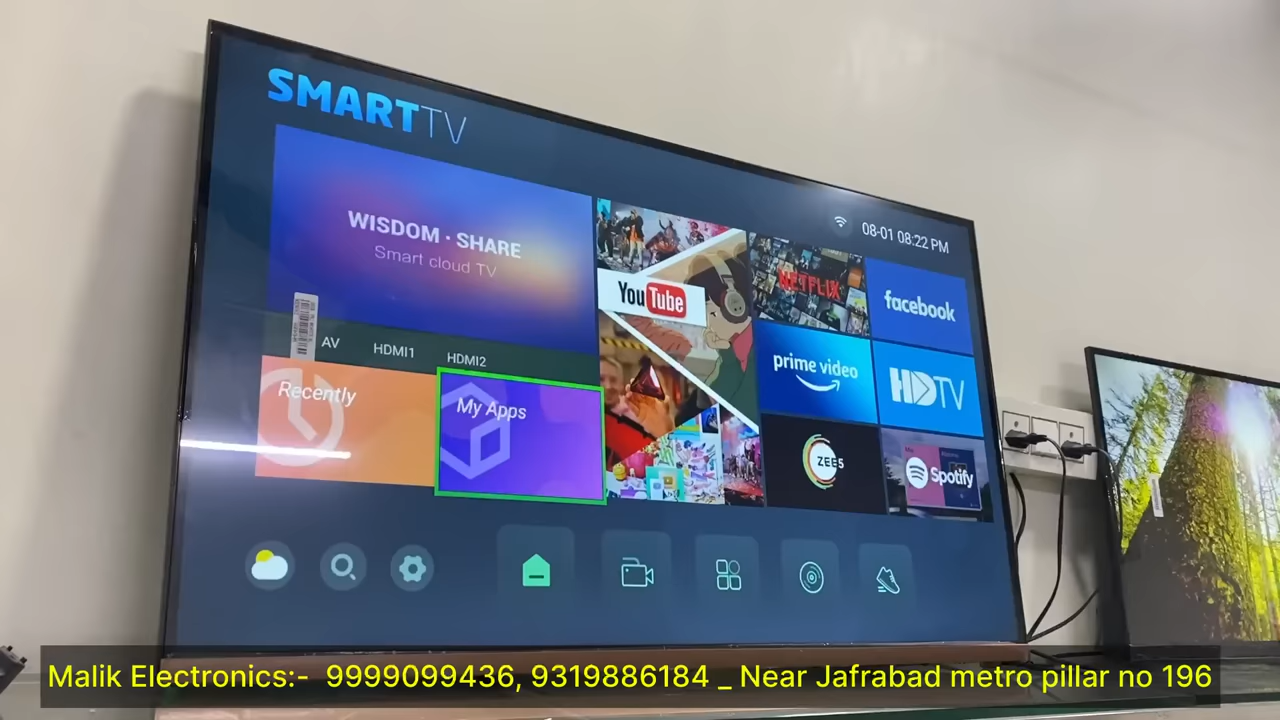 SMARTTV
08-01 08:22 PM
WISDOM · SHARE
Smart cloud TV
AV
HDMI1
HDMI2
Recently
My Apps
YouTube
NETFLIX
facebook
prime video
HDTV
ZEE5
Spotify
Malik Electronics:- 9999099436, 9319886184 _ Near Jafrabad metro pillar no 196